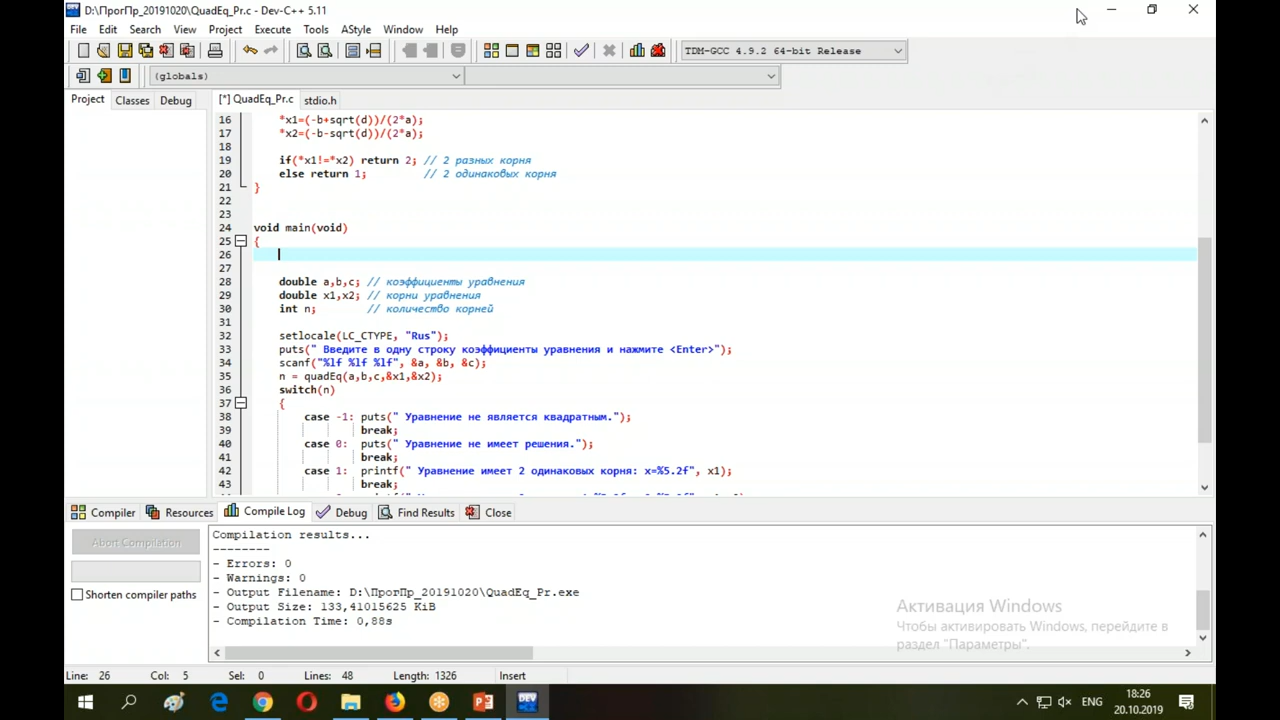 D:\ПрогПр_20191020\QuadEq_Pr.c - Dev-C++ 5.11
File Edit Search View Project Execute Tools AStyle Window Help
TDM-GCC 4.9.2 64-bit Release
(globals)
Project Classes Debug [*] QuadEq_Pr.c stdio.h
16 *x1=(-b+sqrt(d))/(2*a);
17 *x2=(-b-sqrt(d))/(2*a);
18
19 if(*x1!=*x2) return 2; // 2 разных корня
20 else return 1; // 2 одинаковых корня
21 }
22
23
24 void main(void)
25 {
26
27
28 double a,b,c; // коэффициенты уравнения
29 double x1,x2; // корни уравнения
30 int n; // количество корней
31
32 setlocale(LC_CTYPE, "Rus");
33 puts(" Введите в одну строку коэффициенты уравнения и нажмите <Enter>");
34 scanf("%lf %lf %lf", &a, &b, &c);
35 n = quadEq(a,b,c,&x1,&x2);
36 switch(n)
37 {
38 case -1: puts(" Уравнение не является квадратным.");
39 break;
40 case 0: puts(" Уравнение не имеет решения.");
41 break;
42 case 1: printf(" Уравнение имеет 2 одинаковых корня: x=%5.2f", x1);
43 break;
Compiler Resources Compile Log Debug Find Results Close
Abort Compilation
Shorten compiler paths
Compilation results...
--------
- Errors: 0
- Warnings: 0
- Output Filename: D:\ПрогПр_20191020\QuadEq_Pr.exe
- Output Size: 133,41015625 KiB
- Compilation Time: 0,88s
Активация Windows
Чтобы активировать Windows, перейдите в
раздел "Параметры".
Line: 26 Col: 5 Sel: 0 Lines: 48 Length: 1326 Insert
DEV
ENG
18:26
20.10.2019